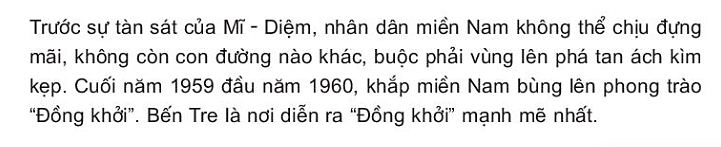 Trước sự tàn sát của Mĩ - Diệm, nhân dân miền Nam không thể chịu đựng
mãi, không còn con đường nào khác, buộc phải vùng lên phá tan ách kìm
kẹp. Cuối năm 1959 đầu năm 1960, khắp miền Nam bùng lên phong trào
“Đồng khởi”. Bến Tre là nơi diễn ra “Đồng khởi” mạnh mẽ nhất.